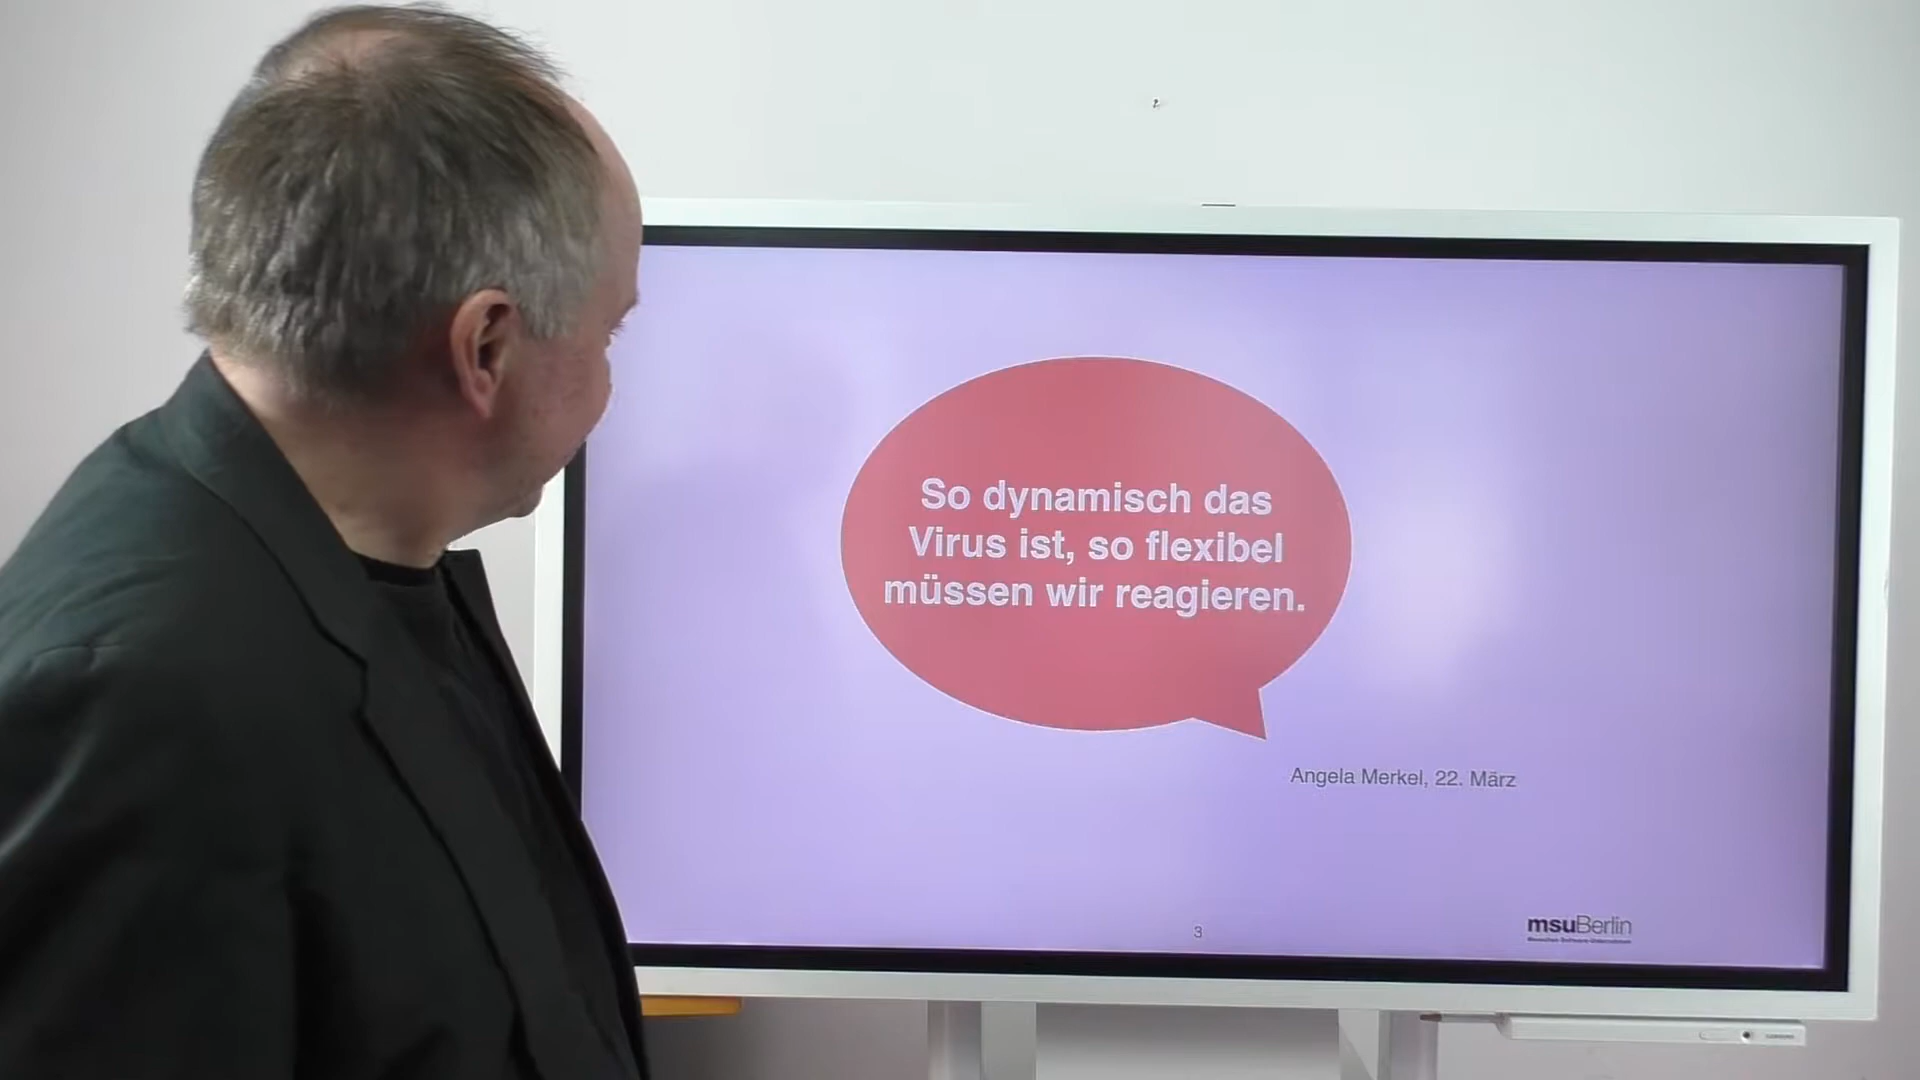 So dynamisch das
Virus ist, so flexibel
müssen wir reagieren.
Angela Merkel, 22. März
3
msuBerlin